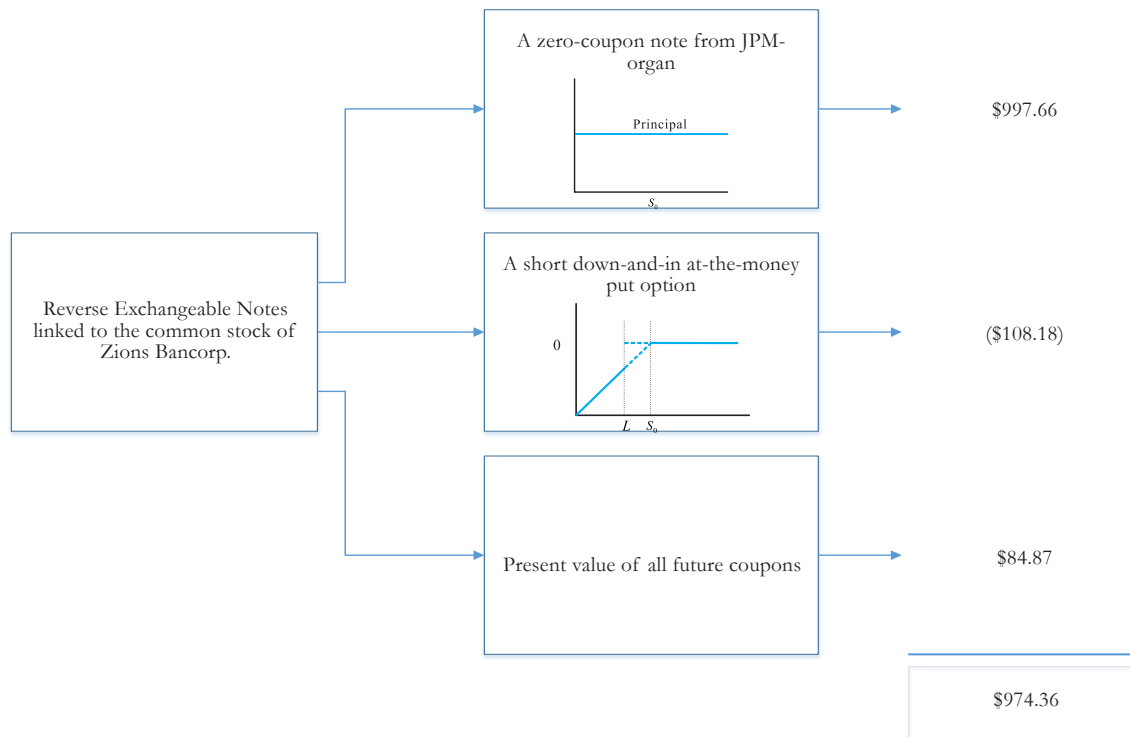 A zero-coupon note from JPM-
organ
Principal
S₀
$997.66
Reverse Exchangeable Notes
linked to the common stock of
Zions Bancorp.
A short down-and-in at-the-money
put option
0
L S₀
($108.18)
Present value of all future coupons
$84.87
$974.36